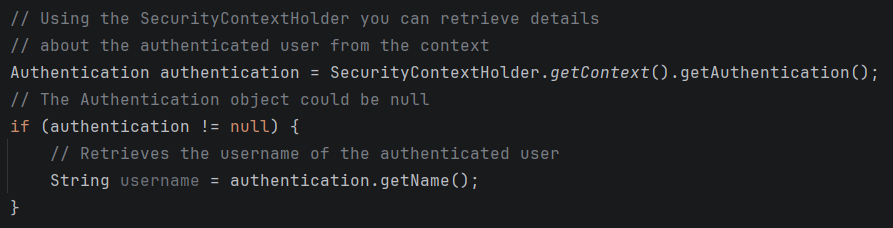 // Using the SecurityContextHolder you can retrieve details
// about the authenticated user from the context
Authentication authentication = SecurityContextHolder.getContext().getAuthentication();
// The Authentication object could be null
if (authentication != null) {
    // Retrieves the username of the authenticated user
    String username = authentication.getName();
}